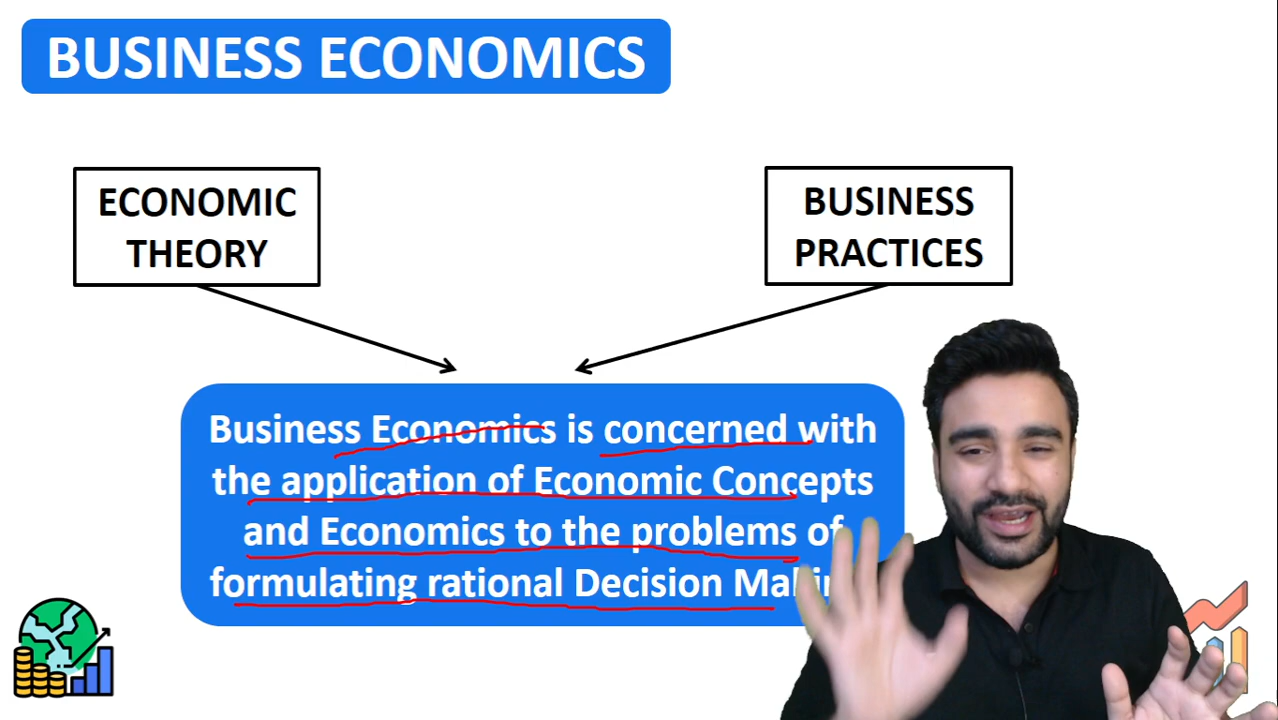 BUSINESS ECONOMICS
ECONOMIC
THEORY
BUSINESS
PRACTICES
Business Economics is concerned with
the application of Economic Concepts
and Economics to the problems of
formulating rational Decision